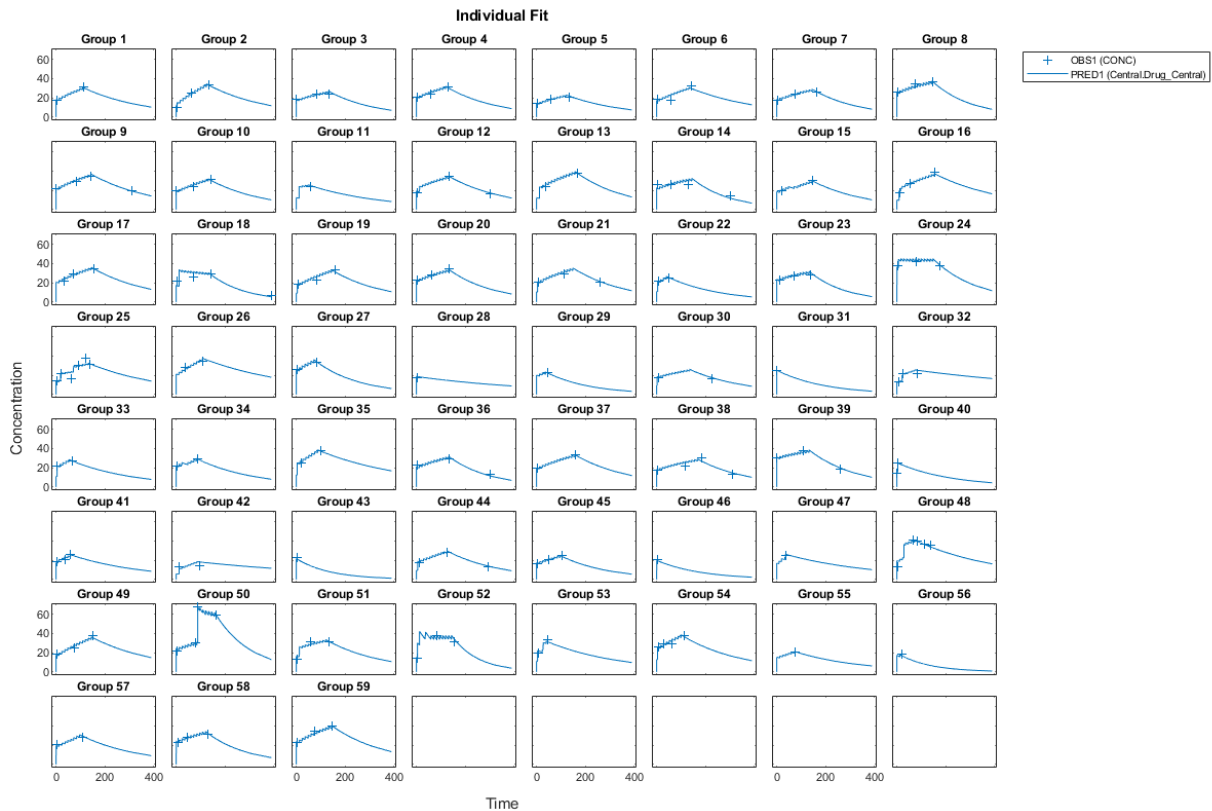 Individual Fit
Group 1 Group 2 Group 3 Group 4 Group 5 Group 6 Group 7 Group 8
60
40
20
0
OBS1 (CONC)
PRED1 (Central.Drug_Central)
Group 9 Group 10 Group 11 Group 12 Group 13 Group 14 Group 15 Group 16
Group 17 Group 18 Group 19 Group 20 Group 21 Group 22 Group 23 Group 24
60
40
20
0
Group 25 Group 26 Group 27 Group 28 Group 29 Group 30 Group 31 Group 32
Concentration
Group 33 Group 34 Group 35 Group 36 Group 37 Group 38 Group 39 Group 40
60
40
20
0
Group 41 Group 42 Group 43 Group 44 Group 45 Group 46 Group 47 Group 48
Group 49 Group 50 Group 51 Group 52 Group 53 Group 54 Group 55 Group 56
60
40
20
0
Group 57 Group 58 Group 59
0 200 400 0 200 400 0 200 400 0 200 400
Time